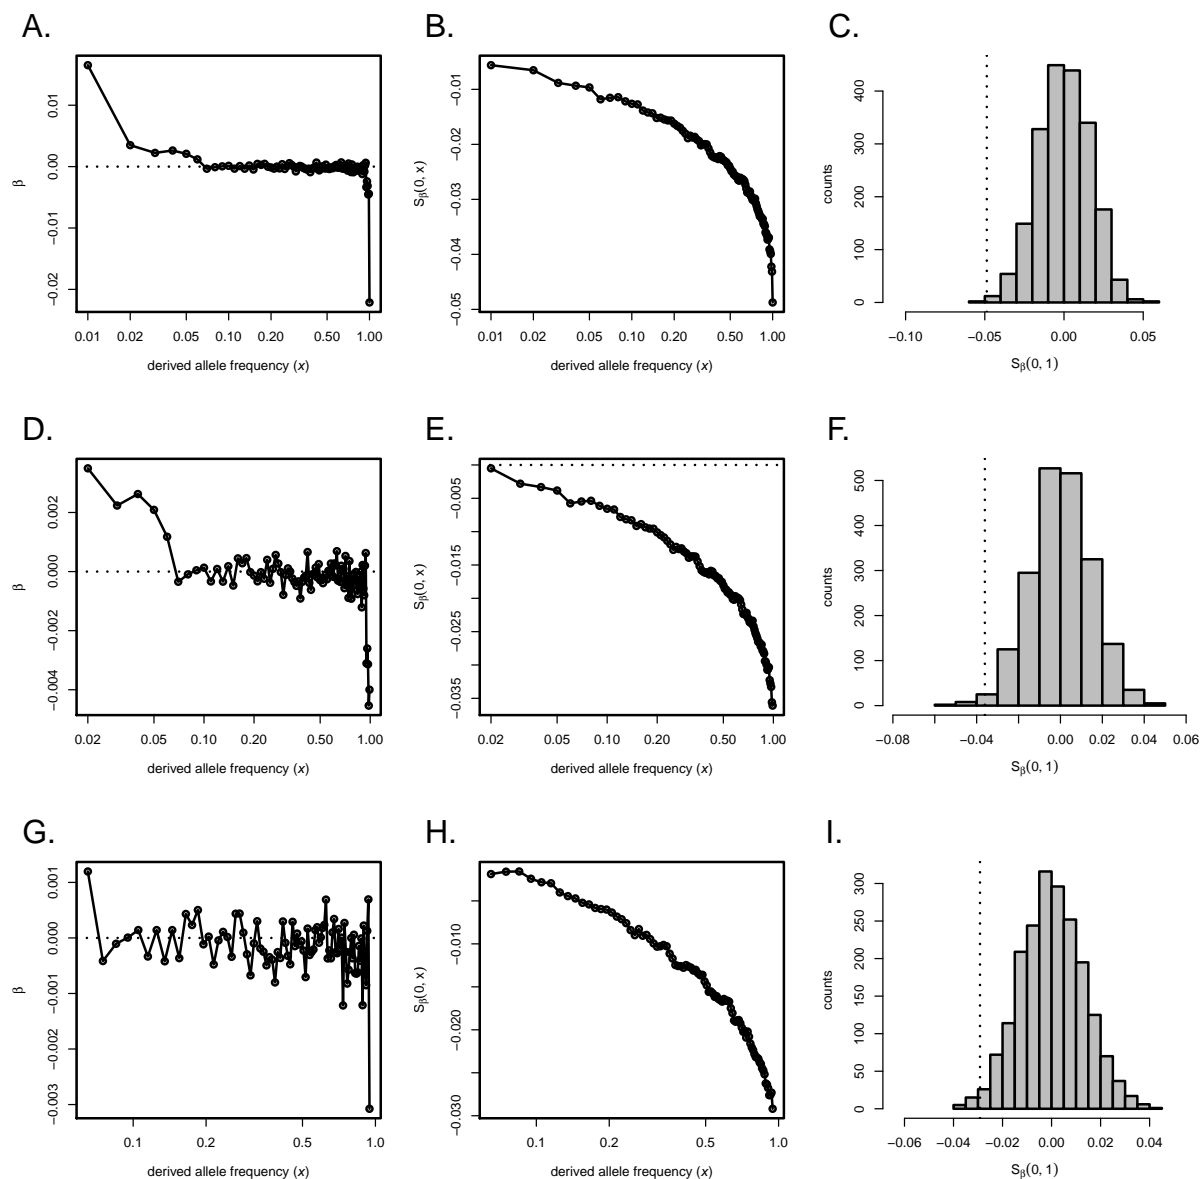 A.
B.
C.
0.01
0.00
−0.01
−0.02
β
0.01 0.02 0.05 0.10 0.20 0.50 1.00
derived allele frequency (x)
−0.01
−0.02
−0.03
−0.04
−0.05
Sβ(0, x)
0.01 0.02 0.05 0.10 0.20 0.50 1.00
derived allele frequency (x)
400
300
200
100
0
counts
−0.10 −0.05 0.00 0.05
Sβ(0, 1)
D.
E.
F.
0.002
0.000
−0.002
−0.004
β
0.02 0.05 0.10 0.20 0.50 1.00
derived allele frequency (x)
−0.005
−0.015
−0.025
−0.035
Sβ(0, x)
0.02 0.05 0.10 0.20 0.50 1.00
derived allele frequency (x)
500
400
300
200
100
0
counts
−0.08 −0.04 0.00 0.02 0.04 0.06
Sβ(0, 1)
G.
H.
I.
0.001
0.000
−0.001
−0.002
−0.003
β
0.1 0.2 0.5 1.0
derived allele frequency (x)
−0.010
−0.020
−0.030
Sβ(0, x)
0.1 0.2 0.5 1.0
derived allele frequency (x)
300
250
200
150
100
50
0
counts
−0.06 −0.04 −0.02 0.00 0.02 0.04
Sβ(0, 1)